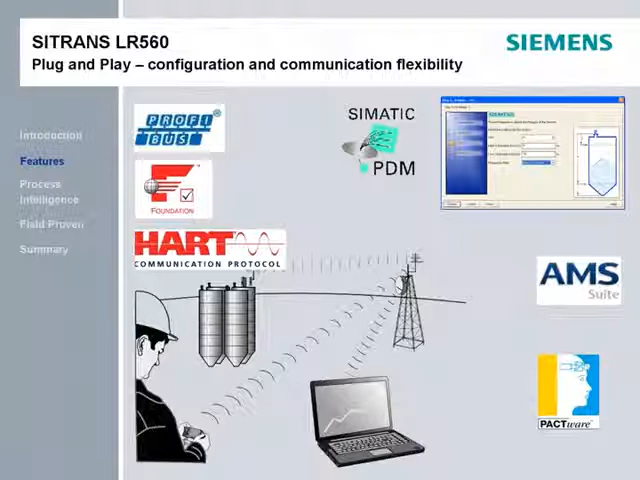 SITRANS LR560
Plug and Play – configuration and communication flexibility
SIEMENS
Introduction
Features
Process
Intelligence
Field Proven
Summary
PROFI
BUS
®
SIMATIC
PDM
SIEMENS
FOUNDATION
HART
COMMUNICATION PROTOCOL
AMS
Suite
PACTware